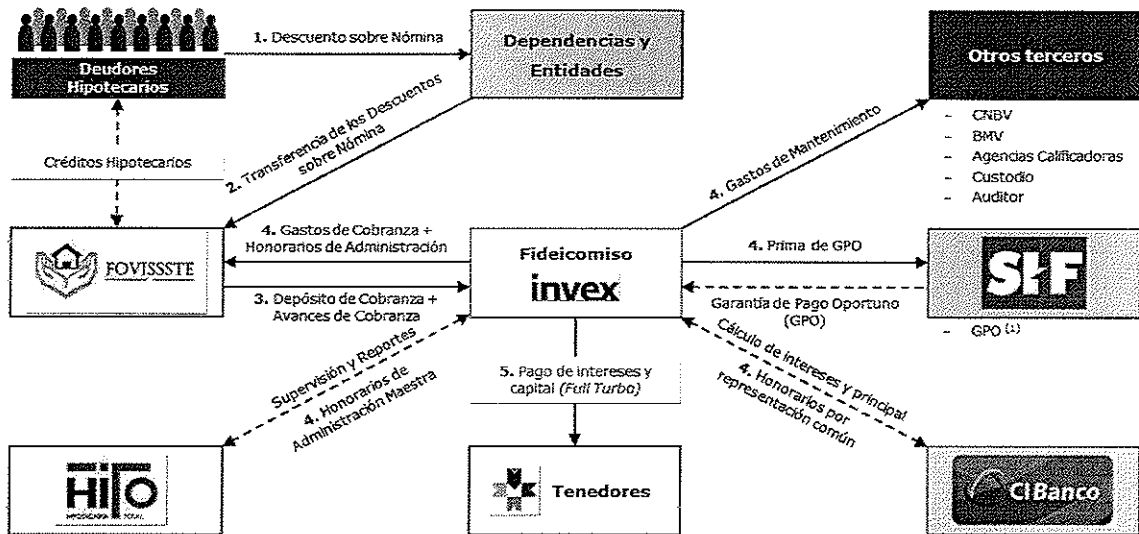 1. Descuento sobre Nómina
Deudores
Hipotecarios
Dependencias y
Entidades
Otros terceros
- CNBV
- BMV
- Agencias Calificadoras
- Custodio
- Auditor
Créditos Hipotecarios
2. Transferencia de los Descuentos
sobre Nómina
4. Gastos de Mantenimiento
FOVISSSTE
4. Gastos de Cobranza +
Honorarios de Administración
3. Depósito de Cobranza +
Avances de Cobranza
Fideicomiso
invex
4. Prima de GPO
Garantía de Pago Oportuno
(GPO)
SHF
- GPO (1)
Supervisión y Reportes
4. Honorarios de
Administración Maestra
5. Pago de intereses y
capital (Full Turbo)
Cálculo de intereses y principal
4. Honorarios por
representación común
HiTo
Tenedores
CIBanco